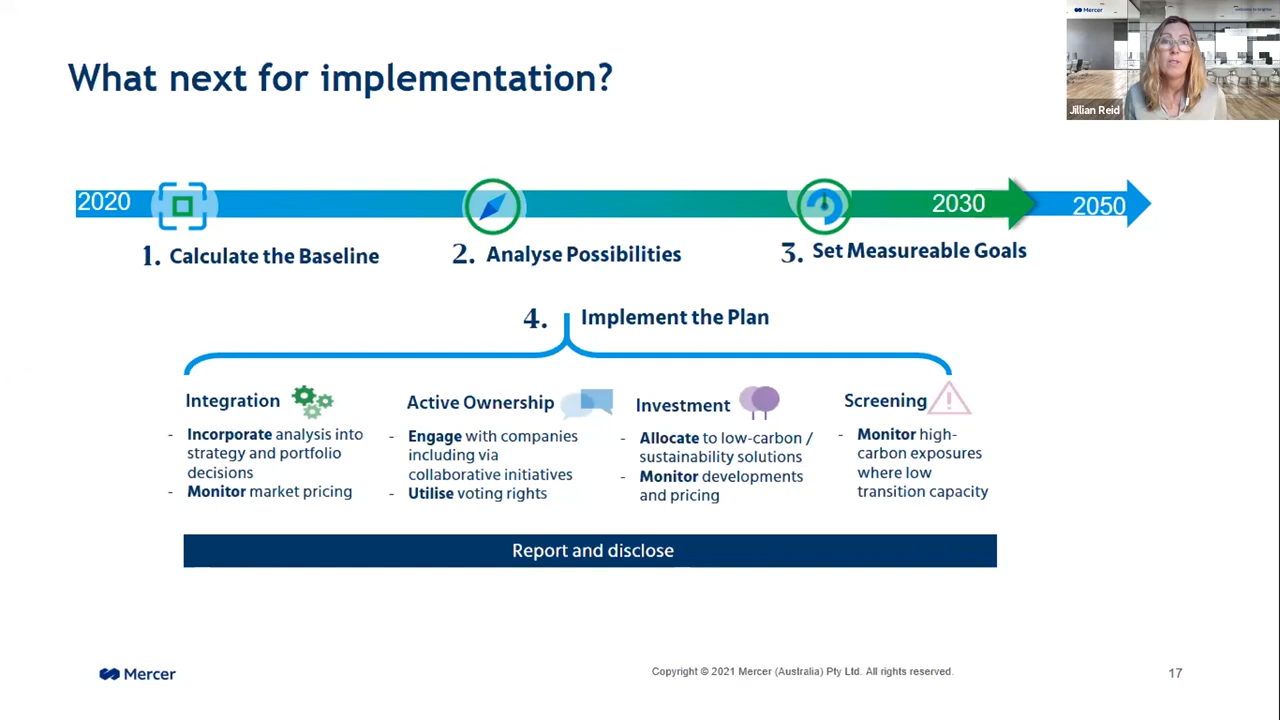 Mercer
welcome to brighter
Jillian Reid
What next for implementation?
2020
2030
2050
1. Calculate the Baseline
2. Analyse Possibilities
3. Set Measureable Goals
4. Implement the Plan
Integration
- Incorporate analysis into
strategy and portfolio
decisions
- Monitor market pricing
Active Ownership
- Engage with companies
including via
collaborative initiatives
- Utilise voting rights
Investment
- Allocate to low-carbon /
sustainability solutions
- Monitor developments
and pricing
Screening
- Monitor high-
carbon exposures
where low
transition capacity
Report and disclose
Mercer
Copyright © 2021 Mercer (Australia) Pty Ltd. All rights reserved.
17